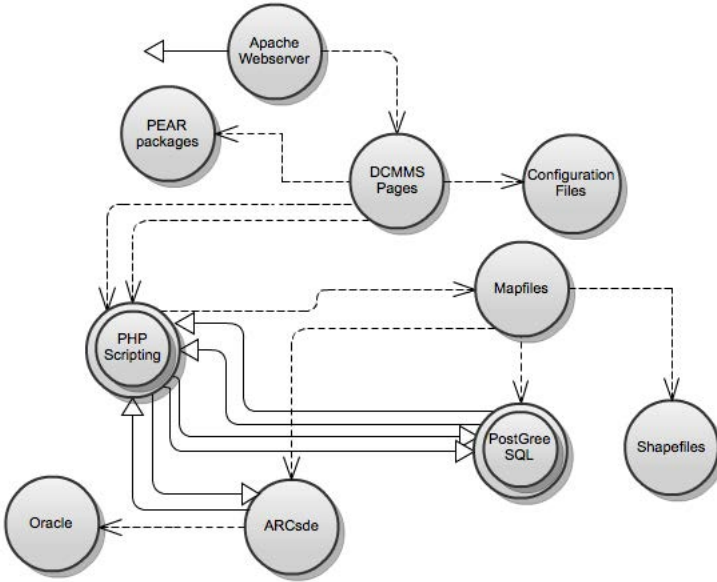 Apache
Webserver
PEAR
packages
DCMMS
Pages
Configuration
Files
Mapfiles
PHP
Scripting
PostGree
SQL
Shapefiles
Oracle
ARCsde